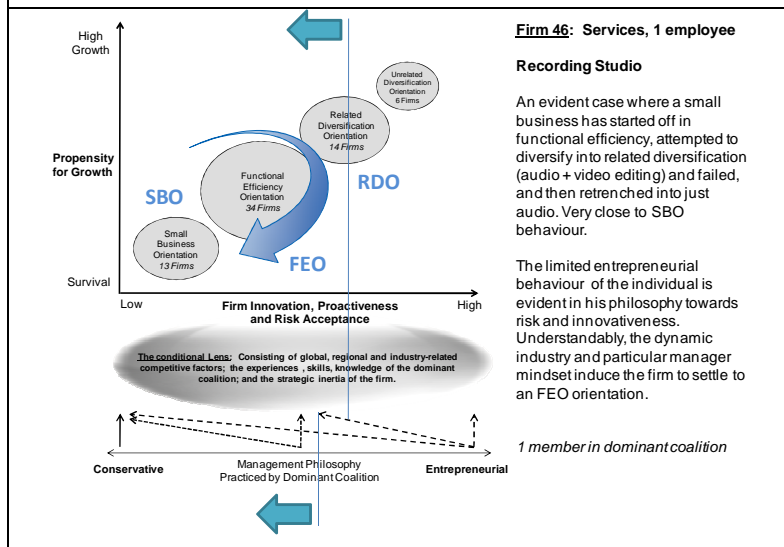 High
Growth
Propensity
for Growth
Survival
Low
High
Firm Innovation, Proactiveness
and Risk Acceptance
Unrelated
Diversification
Orientation
6 Firms
Related
Diversification
Orientation
14 Firms
Functional
Efficiency
Orientation
34 Firms
Small
Business
Orientation
13 Firms
SBO
RDO
FEO
The conditional Lens: Consisting of global, regional and industry-related
competitive factors; the experiences , skills, knowledge of the dominant
coalition; and the strategic inertia of the firm.
Conservative
Management Philosophy
Practiced by Dominant Coalition
Entrepreneurial
Firm 46: Services, 1 employee
Recording Studio
An evident case where a small
business has started off in
functional efficiency, attempted to
diversify into related diversification
(audio + video editing) and failed,
and then retrenched into just
audio. Very close to SBO
behaviour.
The limited entrepreneurial
behaviour of the individual is
evident in his philosophy towards
risk and innovativeness.
Understandably, the dynamic
industry and particular manager
mindset induce the firm to settle to
an FEO orientation.
1 member in dominant coalition